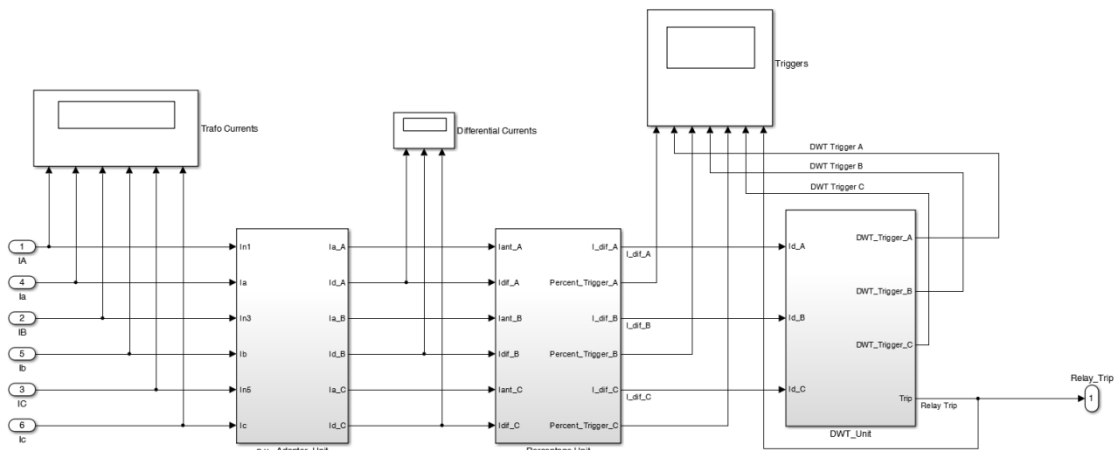 Triggers
Trafo Currents
Differential Currents
DWT Trigger A
DWT Trigger B
DWT Trigger C
1
IA
4
Ia
2
IB
5
Ib
3
IC
6
Ic
In1
Ia
In3
Ib
In5
Ic
Ia_A
Id_A
Ia_B
Id_B
Ia_C
Id_C
Iant_A
Idif_A
Iant_B
Idif_B
Iant_C
Idif_C
I_dif_A
Percent_Trigger_A
I_dif_B
Percent_Trigger_B
I_dif_C
Percent_Trigger_C
Percentage Unit
I_dif_A
I_dif_B
I_dif_C
Id_A
Id_B
Id_C
DWT_Trigger_A
DWT_Trigger_B
DWT_Trigger_C
Trip
DWT_Unit
Relay Trip
Relay_Trip
1